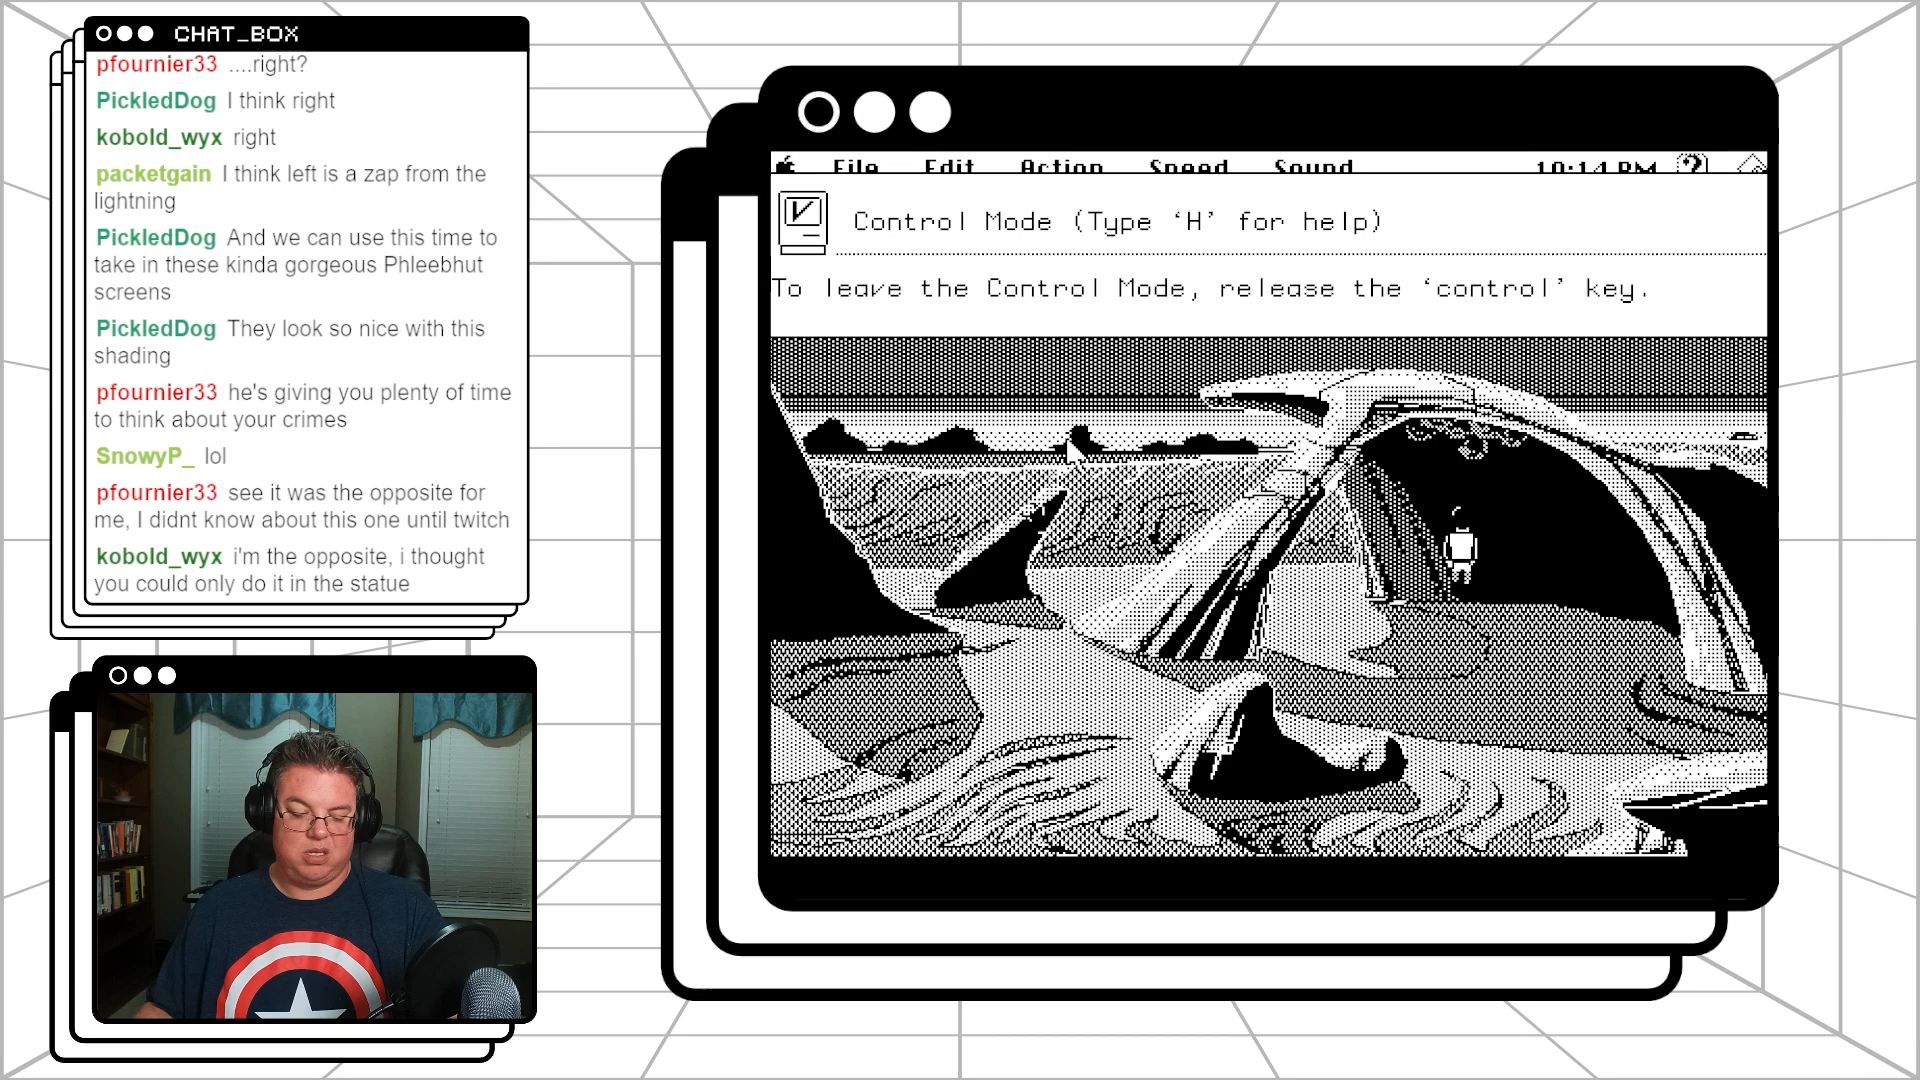 CHAT_BOX
pfournier33 ....right?
PickledDog I think right
kobold_wyx right
packetgain I think left is a zap from the
lightning
PickledDog And we can use this time to
take in these kinda gorgeous Phleebhut
screens
PickledDog They look so nice with this
shading
pfournier33 he's giving you plenty of time
to think about your crimes
SnowyP_ lol
pfournier33 see it was the opposite for
me, I didnt know about this one until twitch
kobold_wyx i'm the opposite, i thought
you could only do it in the statue
File Edit Action Speed Sound 10:14 PM
Control Mode (Type ‘H’ for help)
To leave the Control Mode, release the ‘control’ key.